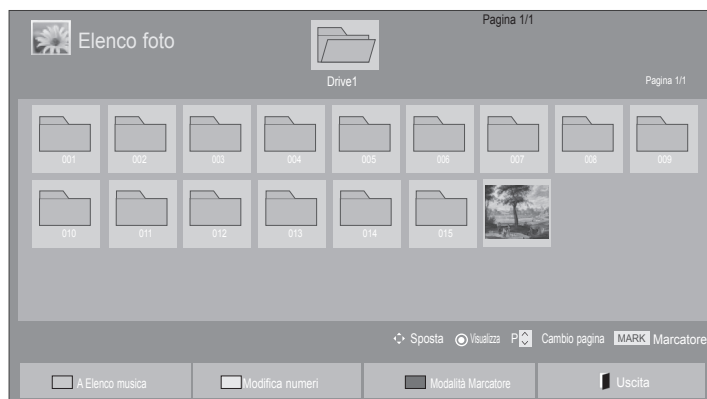 Pagina 1/1
Elenco foto
Drive1
Pagina 1/1
001 002 003 004 005 006 007 008 009
010 011 012 013 014 015
Sposta Visualizza P Cambio pagina MARK Marcatore
A Elenco musica Modifica numeri Modalità Marcatore Uscita